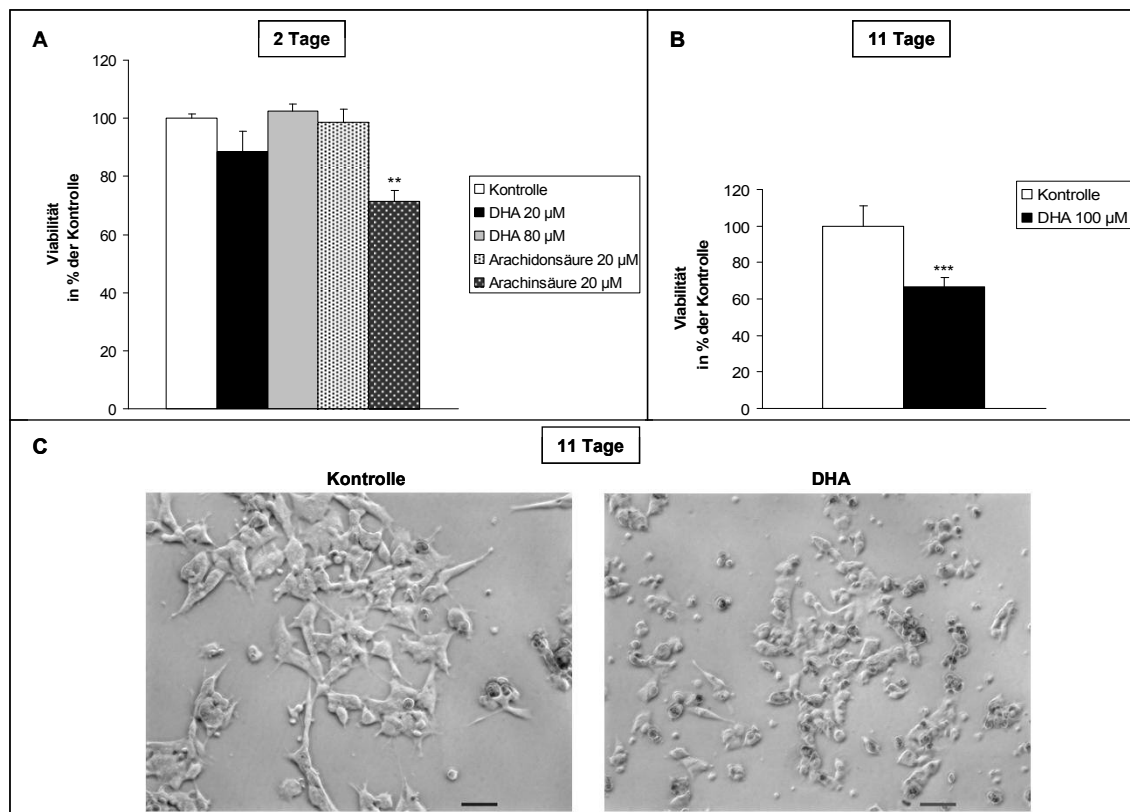 A
2 Tage
120
100
80
60
40
20
0
Viabilität
in % der Kontrolle
**
Kontrolle
DHA 20 µM
DHA 80 µM
Arachidonsäure 20 µM
Arachinsäure 20 µM
B
11 Tage
120
100
80
60
40
20
0
Viabilität
in % der Kontrolle
***
Kontrolle
DHA 100 µM
C
11 Tage
Kontrolle
DHA